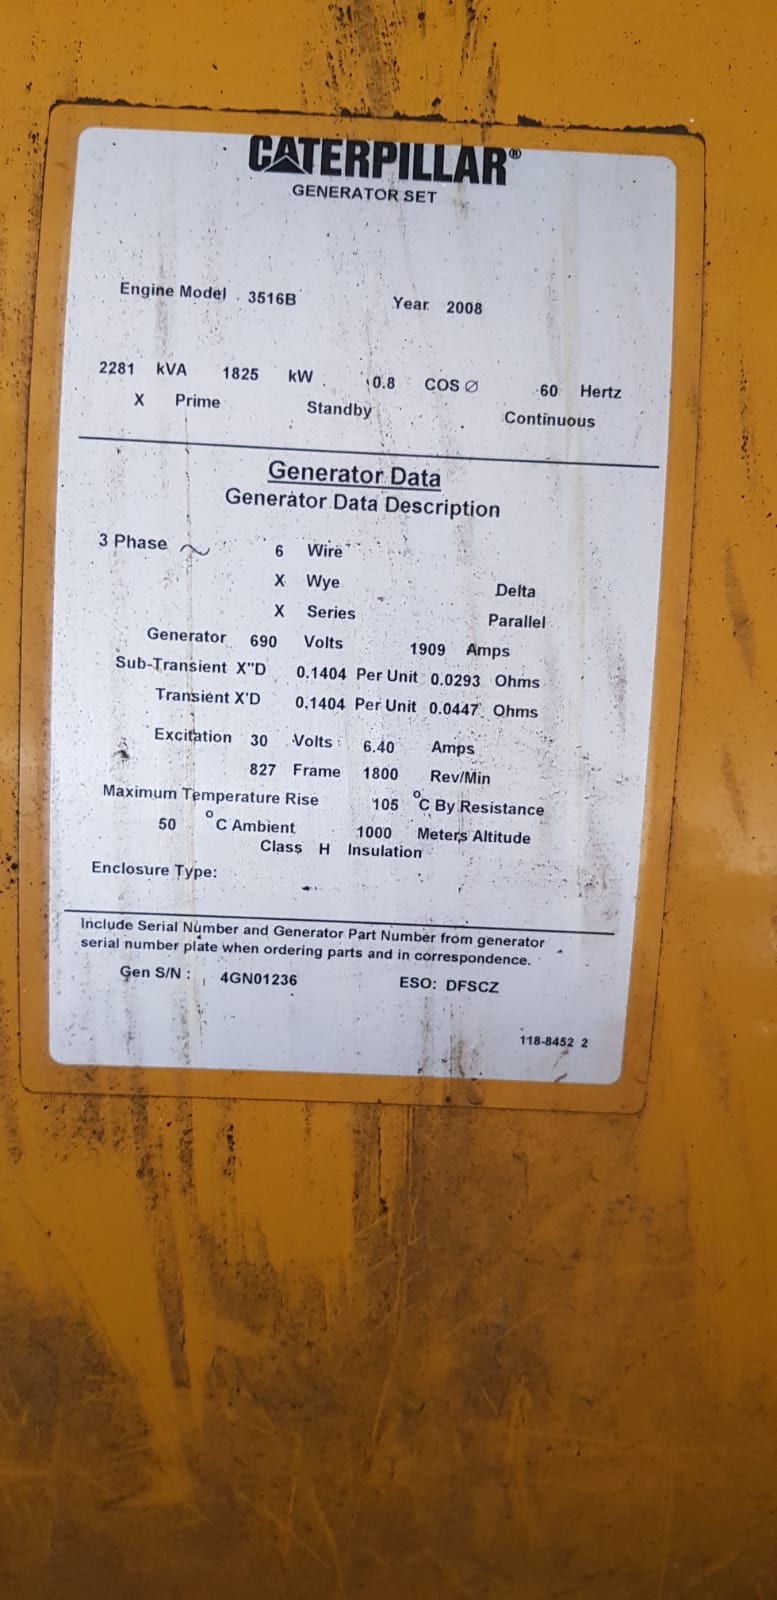 CATERPILLAR®
GENERATOR SET
Engine Model 3516B Year 2008
2281 kVA 1825 kW 0.8 COS Ø 60 Hertz
X Prime Standby Continuous
Generator Data
Generator Data Description
3 Phase ~ 6 Wire
X Wye Delta
X Series Parallel
Generator 690 Volts 1909 Amps
Sub-Transient X"D 0.1404 Per Unit 0.0293 Ohms
Transient X'D 0.1404 Per Unit 0.0447 Ohms
Excitation 30 Volts 6.40 Amps
827 Frame 1800 Rev/Min
Maximum Temperature Rise 105 °C By Resistance
50 °C Ambient 1000 Meters Altitude
Class H Insulation
Enclosure Type:
Include Serial Number and Generator Part Number from generator
serial number plate when ordering parts and in correspondence.
Gen S/N : 4GN01236 ESO: DFSCZ
118-8452 2